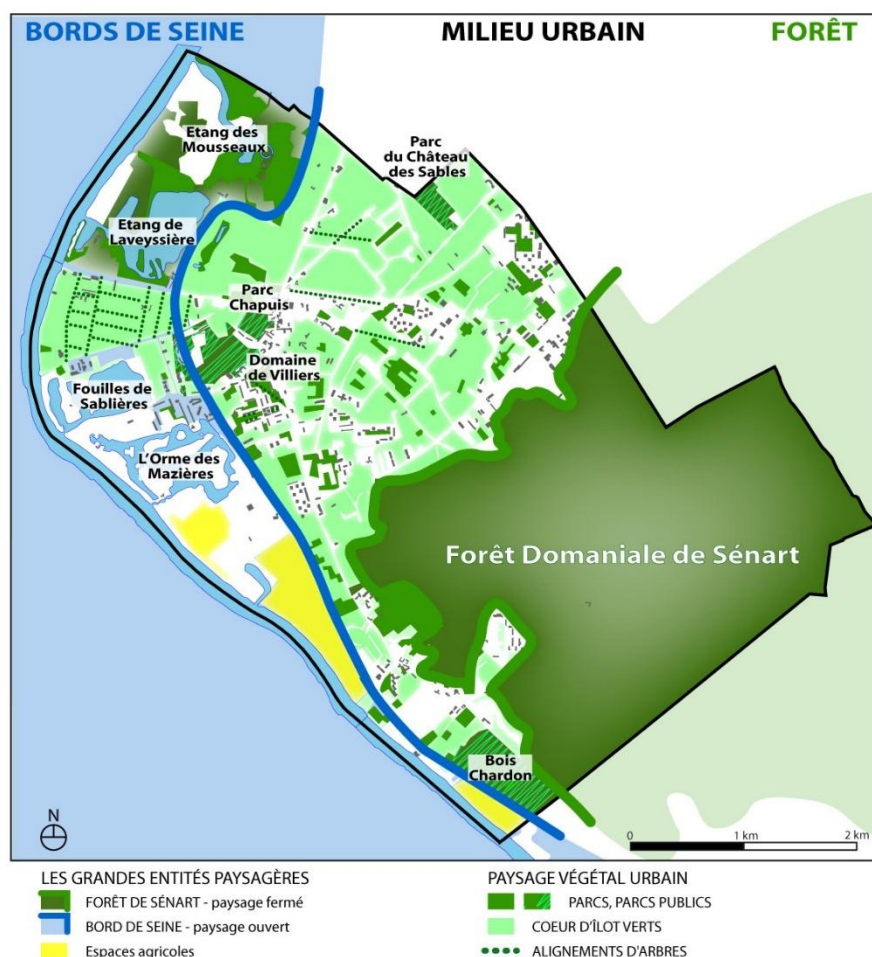 BORDS DE SEINE
MILIEU URBAIN
FORÊT
Etang des
Mousseaux
Parc
du Château
des Sables
Etang de
Laveyssière
Parc
Chapuis
Domaine
de Villiers
Fouilles de
Sablières
L'Orme des
Mazières
Forêt Domaniale de Sénart
Bois
Chardon
N
0 1 km 2 km
LES GRANDES ENTITÉS PAYSAGÈRES
FORÊT DE SÉNART - paysage fermé
BORD DE SEINE - paysage ouvert
Espaces agricoles
PAYSAGE VÉGÉTAL URBAIN
PARCS, PARCS PUBLICS
COEUR D'ÎLOT VERTS
ALIGNEMENTS D'ARBRES